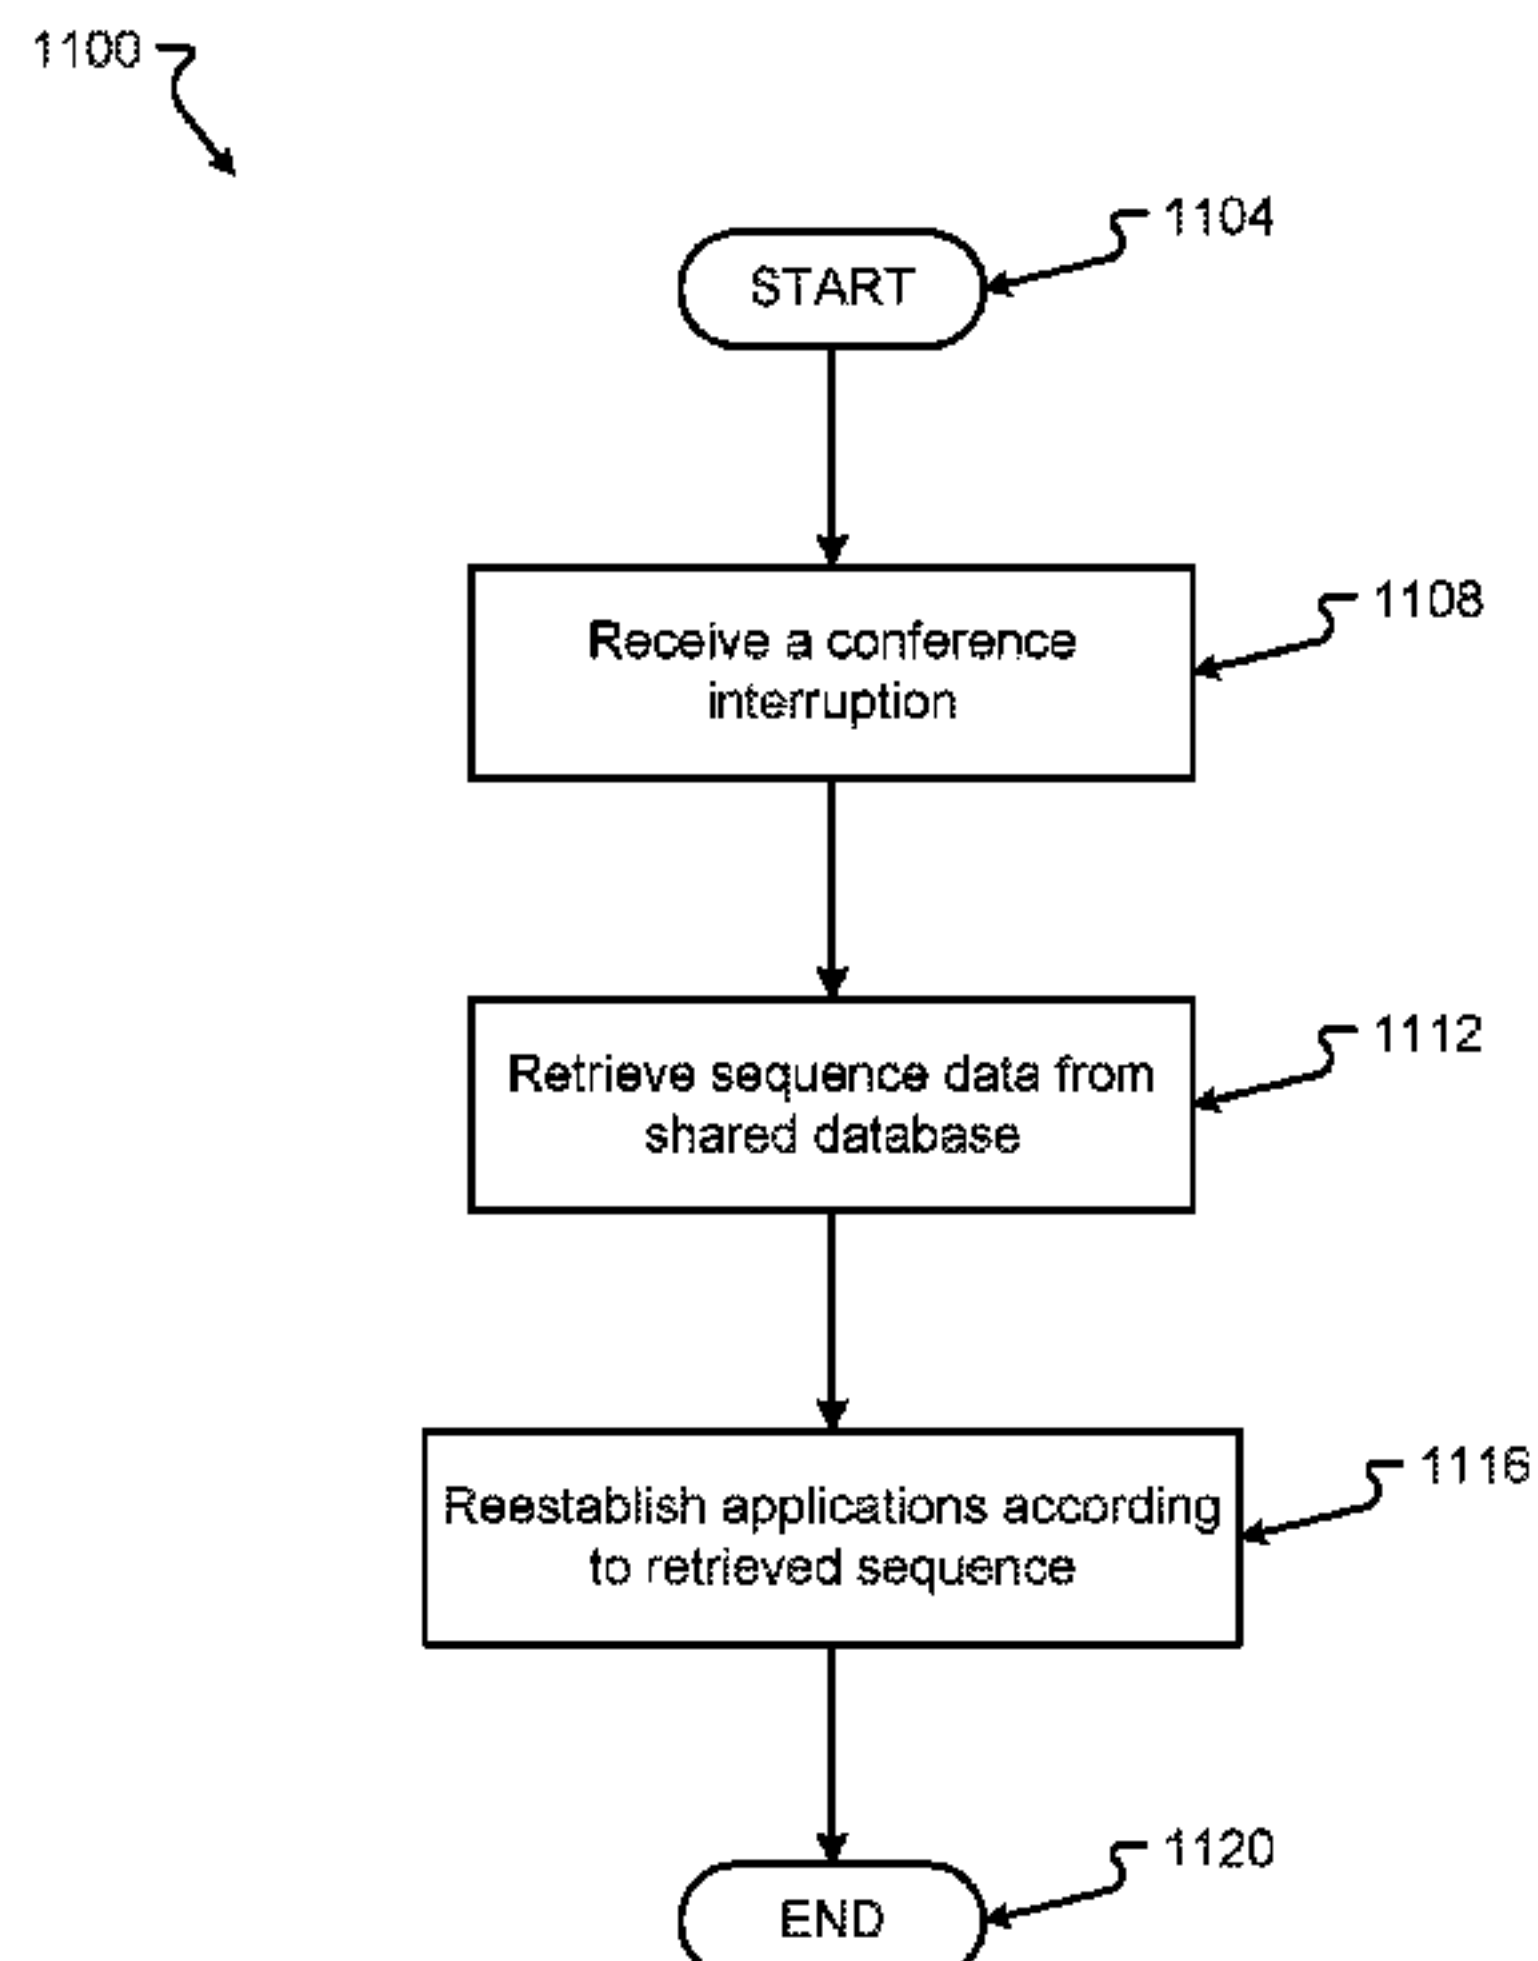 1100
1104
START
1108
Receive a conference
interruption
1112
Retrieve sequence data from
shared database
1116
Reestablish applications according
to retrieved sequence
1120
END